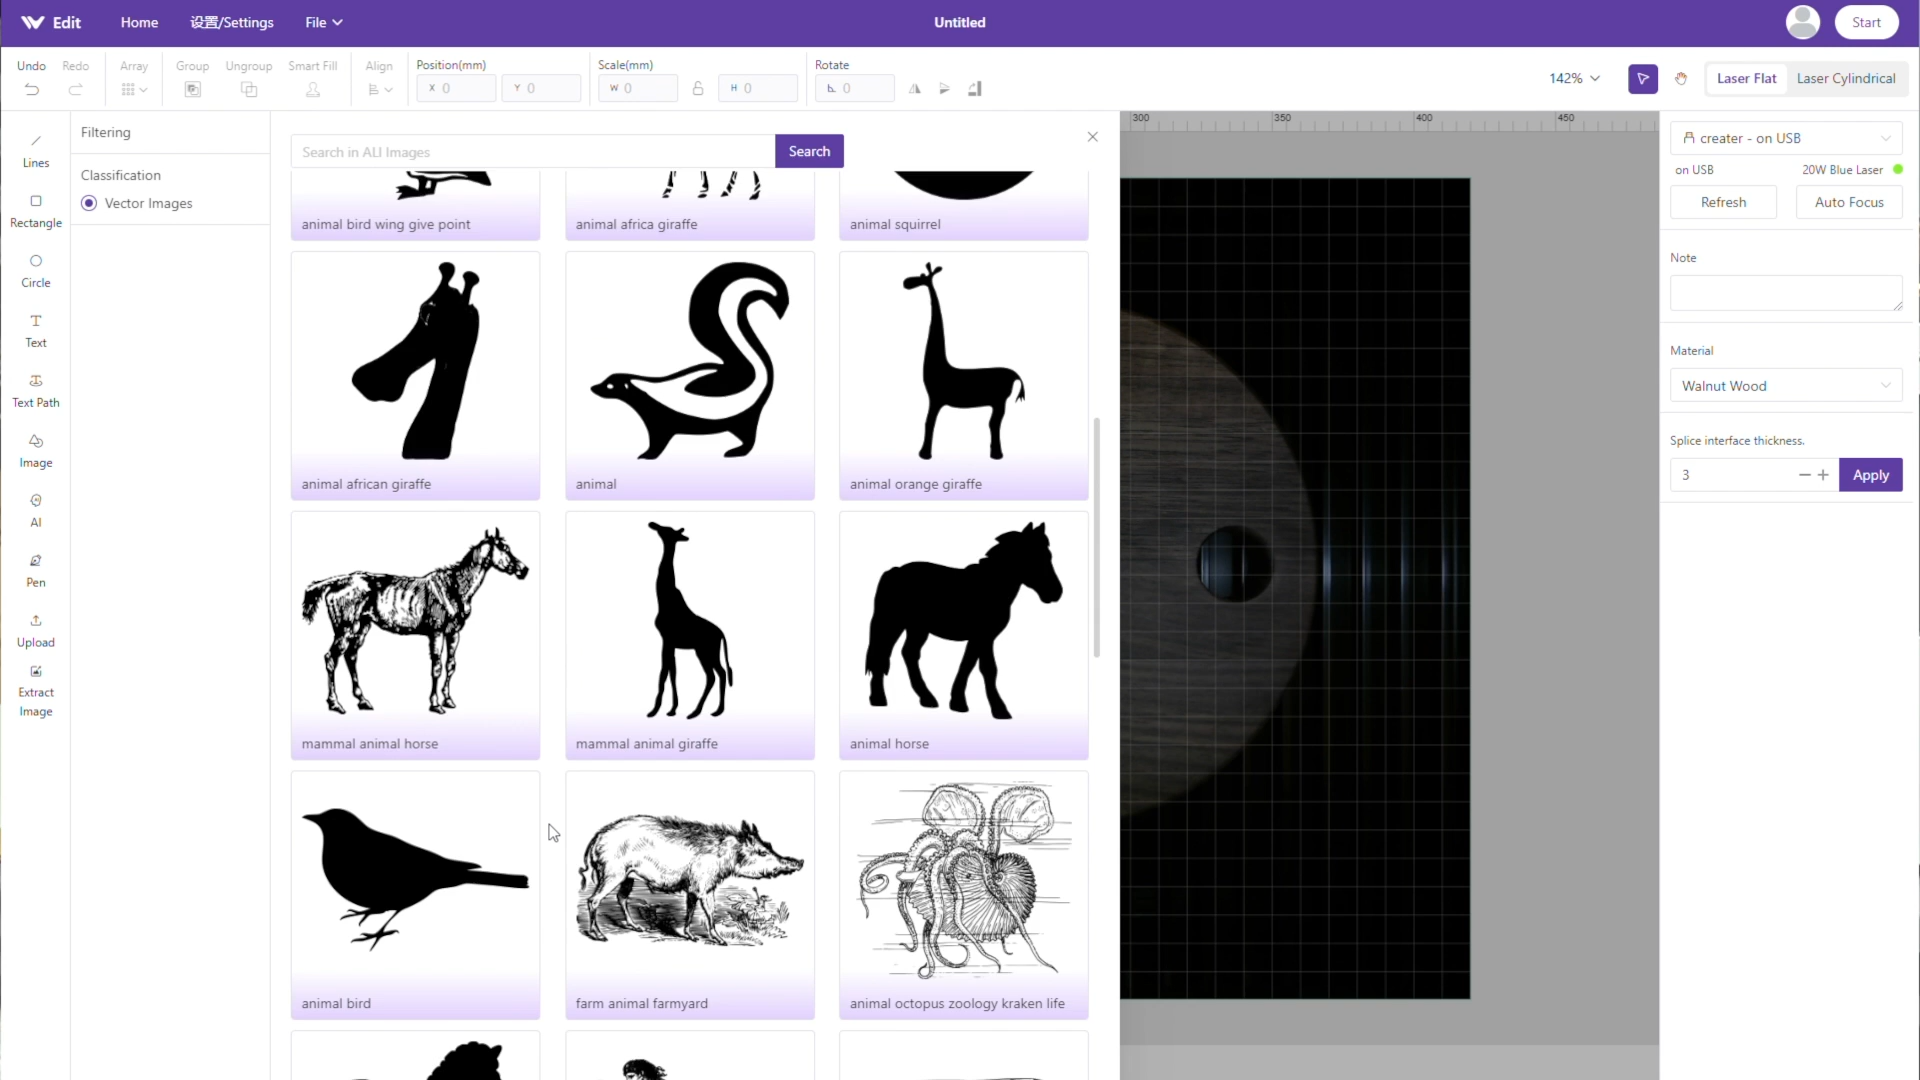 Edit
Home
设置/Settings
File
Untitled
Start
Undo
Redo
Array
Group
Ungroup
Smart Fill
Align
Position(mm)
X 0
Y 0
Scale(mm)
W 0
H 0
Rotate
0
142%
Laser Flat
Laser Cylindrical
Lines
Rectangle
Circle
Text
Text Path
Image
AI
Pen
Upload
Extract
Image
Filtering
Classification
Vector Images
Search in ALI Images
Search
animal bird wing give point
animal africa giraffe
animal squirrel
animal african giraffe
animal
animal orange giraffe
mammal animal horse
mammal animal giraffe
animal horse
animal bird
farm animal farmyard
animal octopus zoology kraken life
300
350
400
450
creater - on USB
on USB
20W Blue Laser
Refresh
Auto Focus
Note
Material
Walnut Wood
Splice interface thickness.
3
Apply